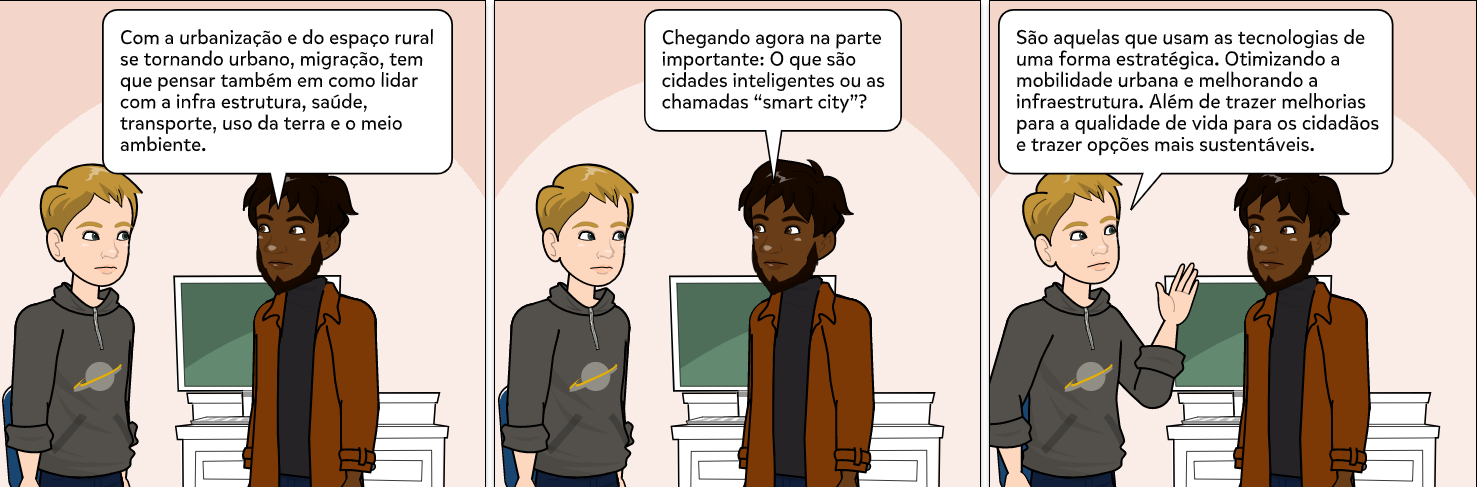 Com a urbanização e do espaço rural
se tornando urbano, migração, tem
que pensar também em como lidar
com a infra estrutura, saúde,
transporte, uso da terra e o meio
ambiente.
Chegando agora na parte
importante: O que são
cidades inteligentes ou as
chamadas “smart city”?
São aquelas que usam as tecnologias de
uma forma estratégica. Otimizando a
mobilidade urbana e melhorando a
infraestrutura. Além de trazer melhorias
para a qualidade de vida para os cidadãos
e trazer opções mais sustentáveis.